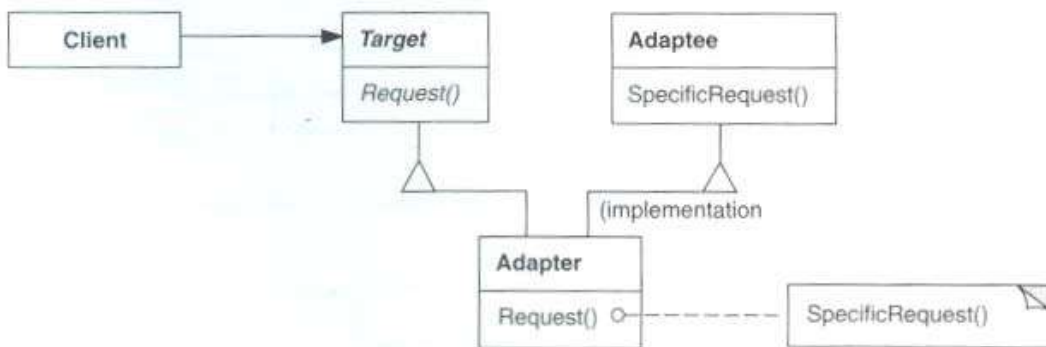 Client
Target
Request()
Adaptee
SpecificRequest()
(implementation
Adapter
Request()
SpecificRequest()